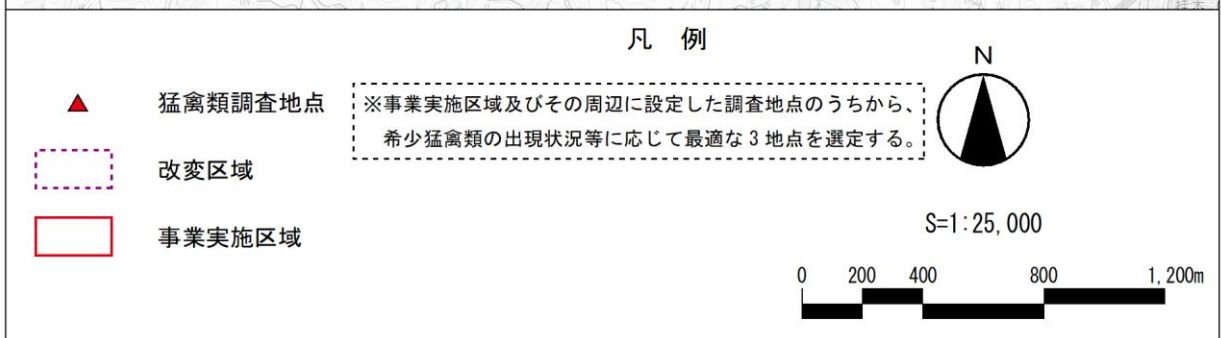 桂木
凡 例
N
猛禽類調査地点
※事業実施区域及びその周辺に設定した調査地点のうちから、
希少猛禽類の出現状況等に応じて最適な3地点を選定する。
改変区域
事業実施区域
S=1:25,000
0 200 400 800 1,200m